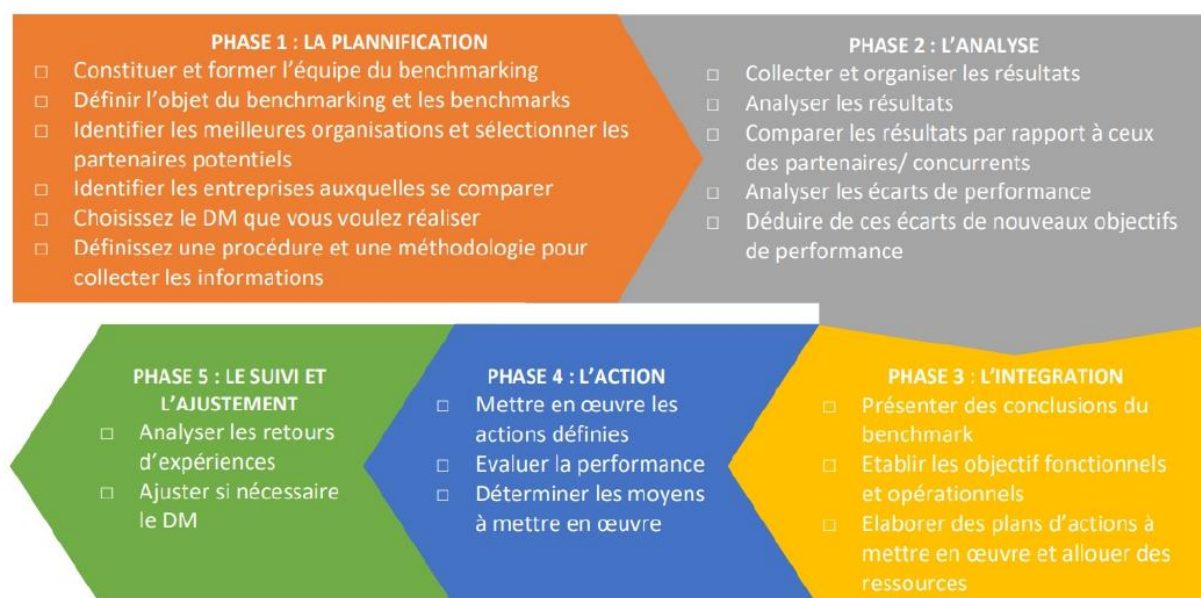 PHASE 1 : LA PLANNIFICATION
□ Constituer et former l'équipe du benchmarking
□ Définir l'objet du benchmarking et les benchmarks
□ Identifier les meilleures organisations et sélectionner les
partenaires potentiels
□ Identifier les entreprises auxquelles se comparer
□ Choisissez le DM que vous voulez réaliser
□ Définissez une procédure et une méthodologie pour
collecter les informations
PHASE 2 : L'ANALYSE
□ Collecter et organiser les résultats
□ Analyser les résultats
□ Comparer les résultats par rapport à ceux
des partenaires/ concurrents
□ Analyser les écarts de performance
□ Déduire de ces écarts de nouveaux objectifs
de performance
PHASE 3 : L'INTEGRATION
□ Présenter des conclusions du
benchmark
□ Etablir les objectif fonctionnels
et opérationnels
□ Elaborer des plans d'actions à
mettre en œuvre et allouer des
ressources
PHASE 4 : L'ACTION
□ Mettre en œuvre les
actions définies
□ Evaluer la performance
□ Déterminer les moyens
à mettre en œuvre
PHASE 5 : LE SUIVI ET
L'AJUSTEMENT
□ Analyser les retours
d'expériences
□ Ajuster si nécessaire
le DM